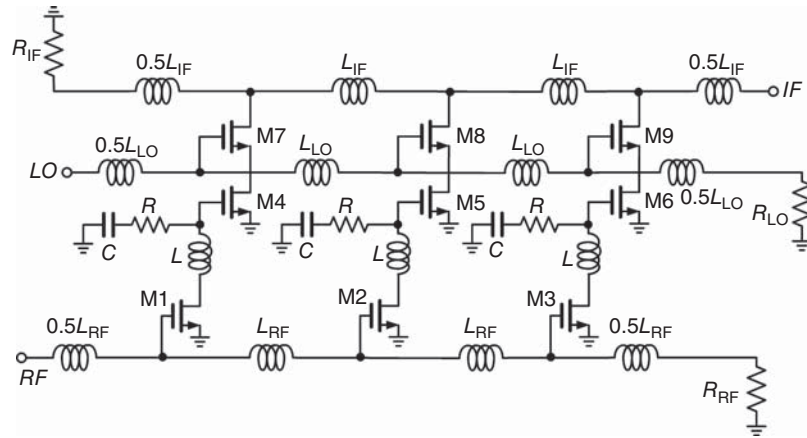 R_IF
0.5L_IF L_IF L_IF 0.5L_IF
IF
M7 M8 M9
LO 0.5L_LO L_LO L_LO 0.5L_LO
M4 M5 M6
R R R
C C C
R_LO
L L L
M1 M2 M3
0.5L_RF L_RF L_RF 0.5L_RF
RF
R_RF